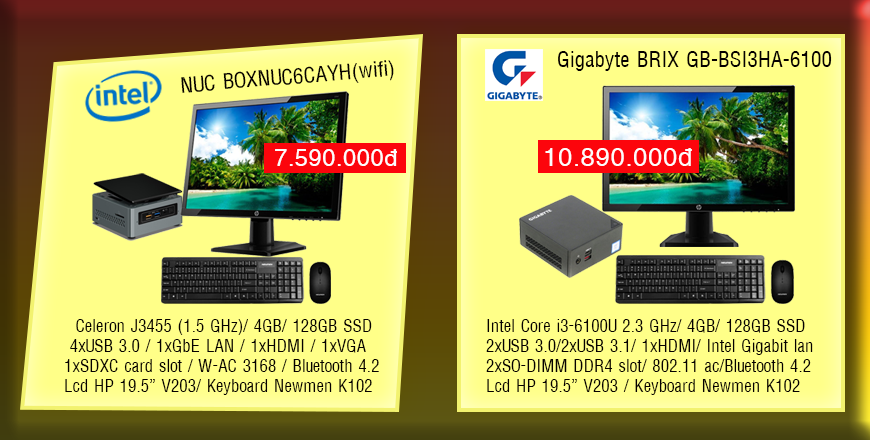 intel
NUC BOXNUC6CAYH(wifi)
7.590.000đ
Celeron J3455 (1.5 GHz)/ 4GB/ 128GB SSD
4xUSB 3.0 / 1xGbE LAN / 1xHDMI / 1xVGA
1xSDXC card slot / W-AC 3168 / Bluetooth 4.2
Lcd HP 19.5” V203/ Keyboard Newmen K102
GIGABYTE
Gigabyte BRIX GB-BSI3HA-6100
10.890.000đ
GIGABYTE
Intel Core i3-6100U 2.3 GHz/ 4GB/ 128GB SSD
2xUSB 3.0/2xUSB 3.1/ 1xHDMI/ Intel Gigabit lan
2xSO-DIMM DDR4 slot/ 802.11 ac/Bluetooth 4.2
Lcd HP 19.5” V203 / Keyboard Newmen K102